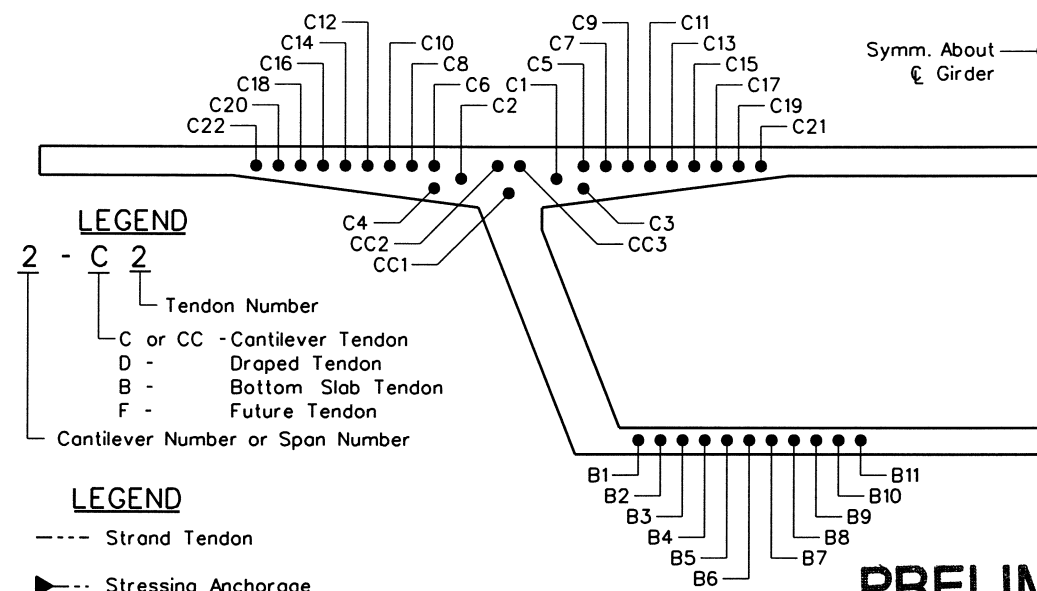 C12 C9 C11
C14 C10 C7 C13
C16 C8 C5 C15
C18 C6 C1 C17
C20 C2 C19
C22 C21
Symm. About
℄ Girder
C4 C3
CC2 CC3
CC1
LEGEND
2 - C 2
Tendon Number
C or CC - Cantilever Tendon
D - Draped Tendon
B - Bottom Slab Tendon
F - Future Tendon
Cantilever Number or Span Number
B1 B11
B2 B10
B3 B9
B4 B8
B5 B7
B6
LEGEND
Strand Tendon
Stressing Anchorage